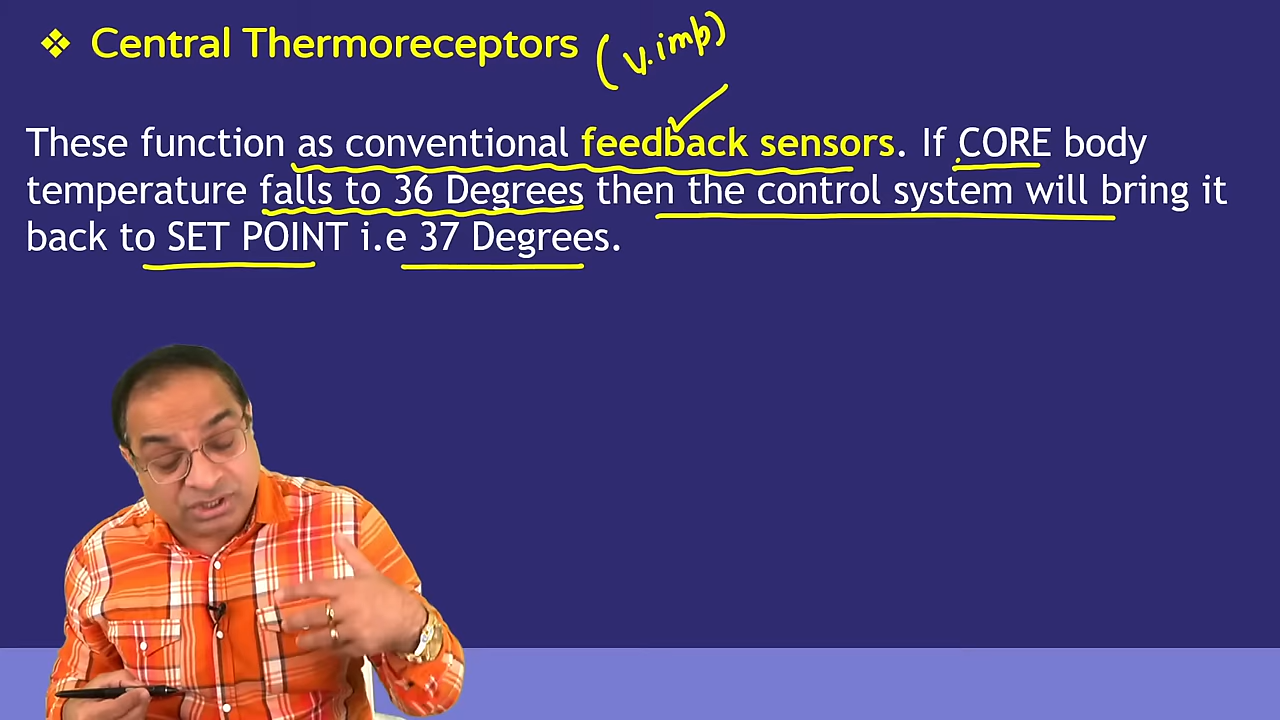 ❖ Central Thermoreceptors (v.imp)
These function as conventional feedback sensors. If CORE body
temperature falls to 36 Degrees then the control system will bring it
back to SET POINT i.e 37 Degrees.